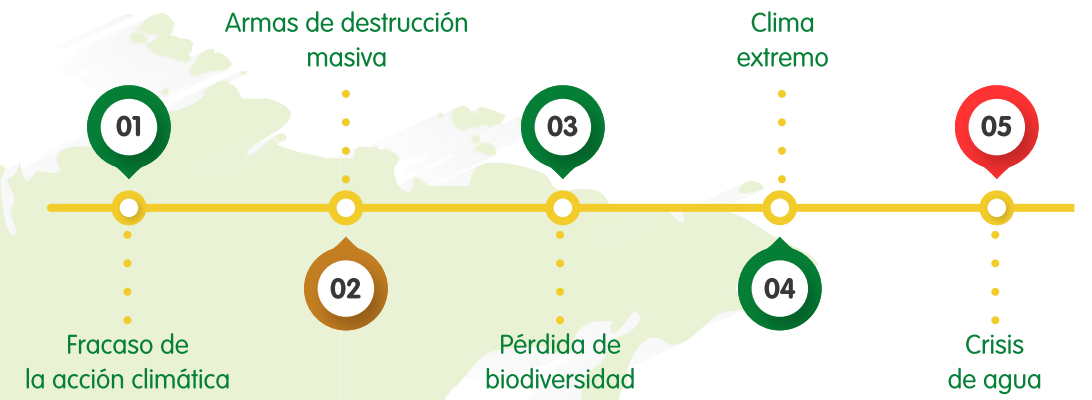 01
Fracaso de
la acción climática
Armas de destrucción
masiva
02
03
Pérdida de
biodiversidad
Clima
extremo
04
05
Crisis
de agua